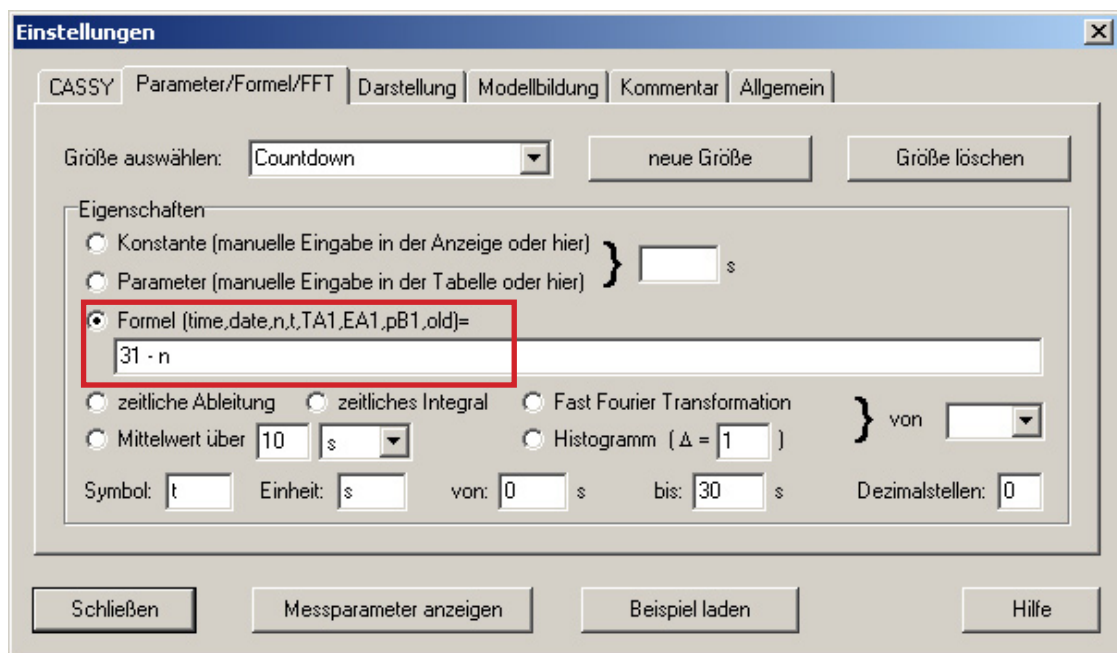 Einstellungen
CASSY Parameter/Formel/FFT Darstellung Modellbildung Kommentar Allgemein
Größe auswählen: Countdown neue Größe Größe löschen
Eigenschaften
Konstante (manuelle Eingabe in der Anzeige oder hier)
} s
Parameter (manuelle Eingabe in der Tabelle oder hier)
Formel (time,date,n,t,TA1,EA1,pB1,old)=
31 - n
zeitliche Ableitung zeitliches Integral Fast Fourier Transformation } von
Mittelwert über 10 s Histogramm (Δ = 1 )
Symbol: t Einheit: s von: 0 s bis: 30 s Dezimalstellen: 0
Schließen Messparameter anzeigen Beispiel laden Hilfe